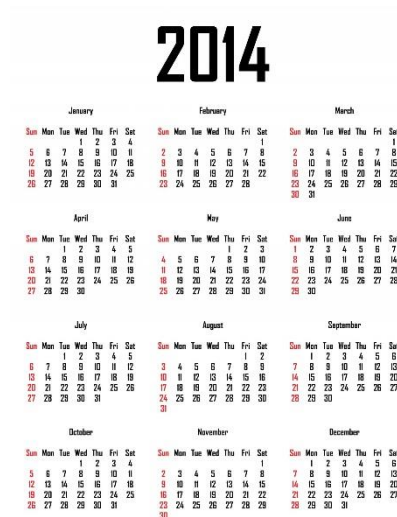 2014
January
Sun Mon Tue Wed Thu Fri Sat
1 2 3 4
5 6 7 8 9 10 11
12 13 14 15 16 17 18
19 20 21 22 23 24 25
26 27 28 29 30 31
February
Sun Mon Tue Wed Thu Fri Sat
1
2 3 4 5 6 7 8
9 10 11 12 13 14 15
16 17 18 19 20 21 22
23 24 25 26 27 28
March
Sun Mon Tue Wed Thu Fri Sat
1
2 3 4 5 6 7 8
9 10 11 12 13 14 15
16 17 18 19 20 21 22
23 24 25 26 27 28 29
30 31
April
Sun Mon Tue Wed Thu Fri Sat
1 2 3 4 5
6 7 8 9 10 11 12
13 14 15 16 17 18 19
20 21 22 23 24 25 26
27 28 29 30
May
Sun Mon Tue Wed Thu Fri Sat
1 2 3
4 5 6 7 8 9 10
11 12 13 14 15 16 17
18 19 20 21 22 23 24
25 26 27 28 29 30 31
June
Sun Mon Tue Wed Thu Fri Sat
1 2 3 4 5 6 7
8 9 10 11 12 13 14
15 16 17 18 19 20 21
22 23 24 25 26 27 28
29 30
July
Sun Mon Tue Wed Thu Fri Sat
1 2 3 4 5
6 7 8 9 10 11 12
13 14 15 16 17 18 19
20 21 22 23 24 25 26
27 28 29 30 31
August
Sun Mon Tue Wed Thu Fri Sat
1 2
3 4 5 6 7 8 9
10 11 12 13 14 15 16
17 18 19 20 21 22 23
24 25 26 27 28 29 30
31
September
Sun Mon Tue Wed Thu Fri Sat
1 2 3 4 5 6
7 8 9 10 11 12 13
14 15 16 17 18 19 20
21 22 23 24 25 26 27
28 29 30
October
Sun Mon Tue Wed Thu Fri Sat
1 2 3 4
5 6 7 8 9 10 11
12 13 14 15 16 17 18
19 20 21 22 23 24 25
26 27 28 29 30 31
November
Sun Mon Tue Wed Thu Fri Sat
1
2 3 4 5 6 7 8
9 10 11 12 13 14 15
16 17 18 19 20 21 22
23 24 25 26 27 28 29
30
December
Sun Mon Tue Wed Thu Fri Sat
1 2 3 4 5 6
7 8 9 10 11 12 13
14 15 16 17 18 19 20
21 22 23 24 25 26 27
28 29 30 31